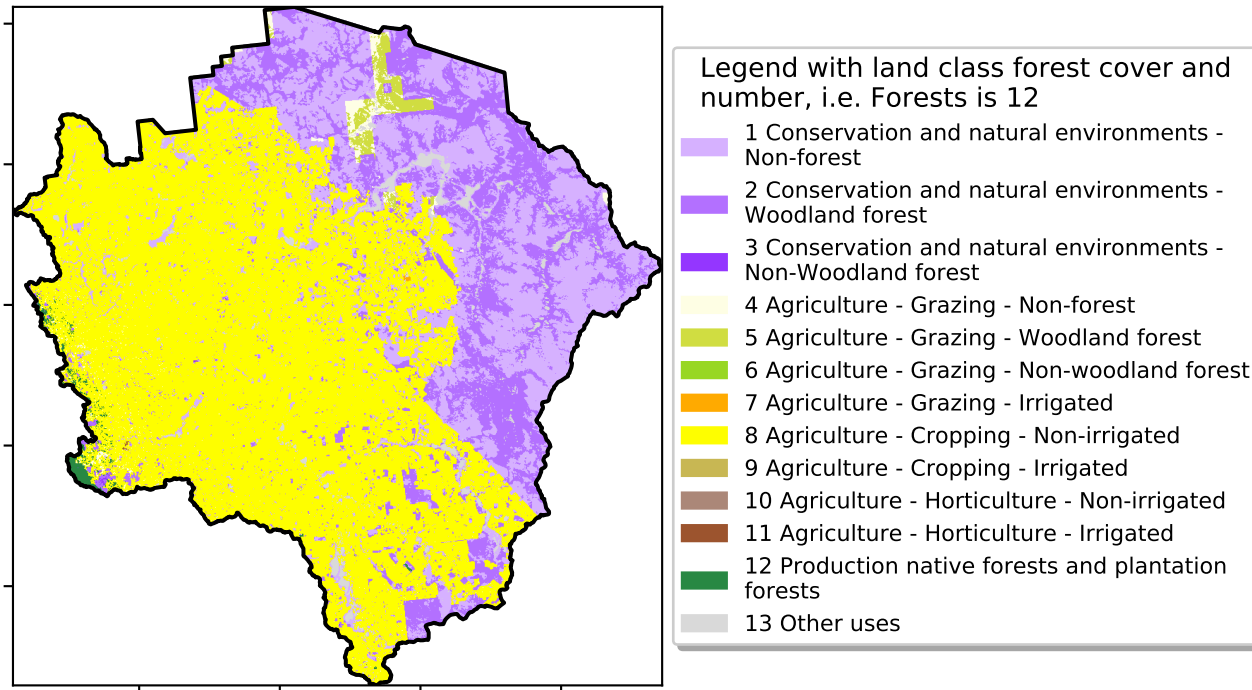 Legend with land class forest cover and
number, i.e. Forests is 12
1 Conservation and natural environments -
Non-forest
2 Conservation and natural environments -
Woodland forest
3 Conservation and natural environments -
Non-Woodland forest
4 Agriculture - Grazing - Non-forest
5 Agriculture - Grazing - Woodland forest
6 Agriculture - Grazing - Non-woodland forest
7 Agriculture - Grazing - Irrigated
8 Agriculture - Cropping - Non-irrigated
9 Agriculture - Cropping - Irrigated
10 Agriculture - Horticulture - Non-irrigated
11 Agriculture - Horticulture - Irrigated
12 Production native forests and plantation
forests
13 Other uses